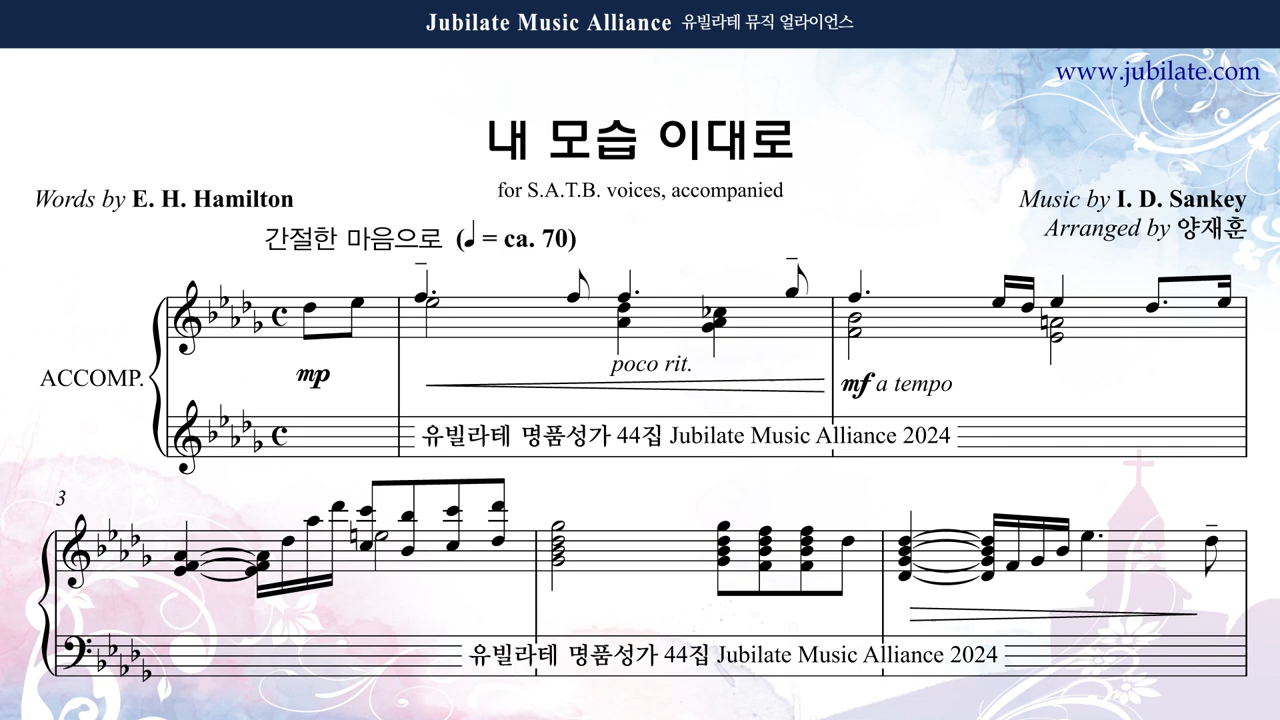 Jubilate Music Alliance 유빌라테 뮤직 얼라이언스
www.jubilate.com
내 모습 이대로
for S.A.T.B. voices, accompanied
Words by E. H. Hamilton
Music by I. D. Sankey
Arranged by 양재훈
간절한 마음으로 (♩ = ca. 70)
ACCOMP.
mp
poco rit.
mf a tempo
유빌라테 명품성가 44집 Jubilate Music Alliance 2024
3
유빌라테 명품성가 44집 Jubilate Music Alliance 2024